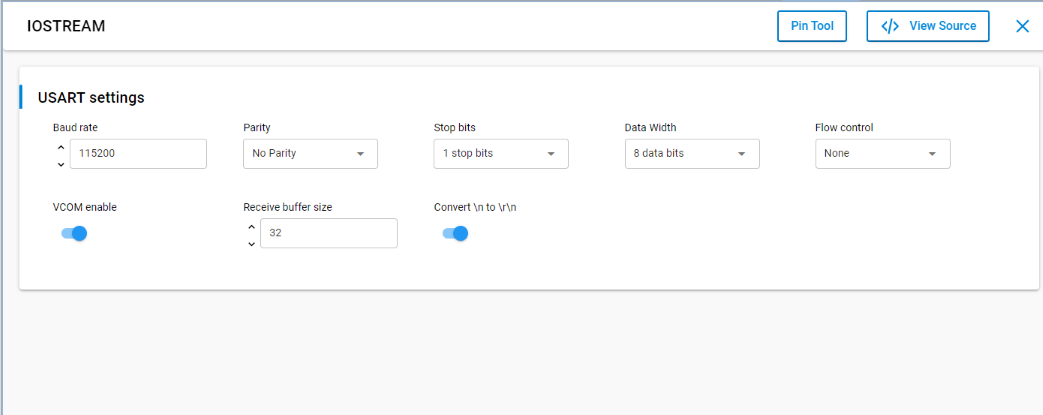 IOSTREAM
Pin Tool
</> View Source
USART settings
Baud rate Parity Stop bits Data Width Flow control
115200 No Parity 1 stop bits 8 data bits None
VCOM enable Receive buffer size Convert \n to \r\n
32